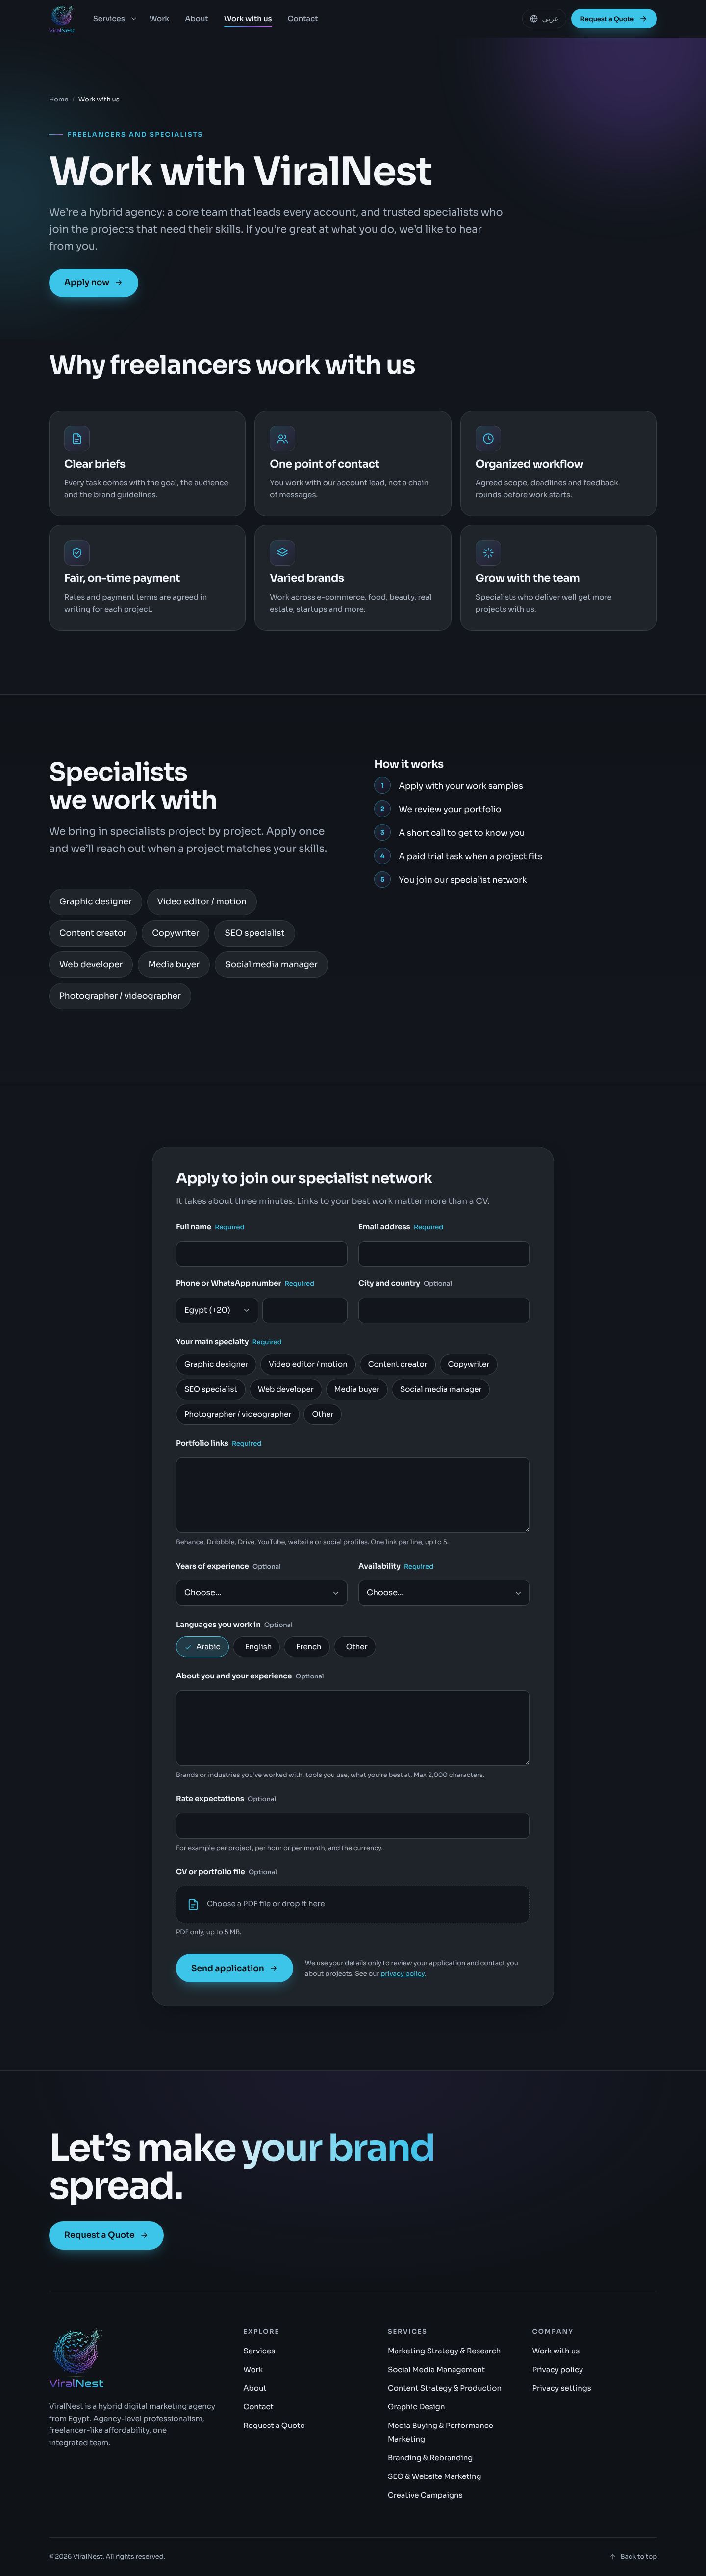 ViralNest
Services
Work
About
Work with us
Contact
عربي
Request a Quote
Home / Work with us
FREELANCERS AND SPECIALISTS
Work with ViralNest
We’re a hybrid agency: a core team that leads every account, and trusted specialists who
join the projects that need their skills. If you’re great at what you do, we’d like to hear
from you.
Apply now
Why freelancers work with us
Clear briefs
Every task comes with the goal, the audience
and the brand guidelines.
One point of contact
You work with our account lead, not a chain
of messages.
Organized workflow
Agreed scope, deadlines and feedback
rounds before work starts.
Fair, on-time payment
Rates and payment terms are agreed in
writing for each project.
Varied brands
Work across e-commerce, food, beauty, real
estate, startups and more.
Grow with the team
Specialists who deliver well get more
projects with us.
Specialists
we work with
We bring in specialists project by project. Apply once
and we’ll reach out when a project matches your skills.
Graphic designer
Video editor / motion
Content creator
Copywriter
SEO specialist
Web developer
Media buyer
Social media manager
Photographer / videographer
How it works
1 Apply with your work samples
2 We review your portfolio
3 A short call to get to know you
4 A paid trial task when a project fits
5 You join our specialist network
Apply to join our specialist network
It takes about three minutes. Links to your best work matter more than a CV.
Full name Required
Email address Required
Phone or WhatsApp number Required
City and country Optional
Egypt (+20)
Your main specialty Required
Graphic designer
Video editor / motion
Content creator
Copywriter
SEO specialist
Web developer
Media buyer
Social media manager
Photographer / videographer
Other
Portfolio links Required
Behance, Dribbble, Drive, YouTube, website or social profiles. One link per line, up to 5.
Years of experience Optional
Availability Required
Choose...
Choose...
Languages you work in Optional
Arabic
English
French
Other
About you and your experience Optional
Brands or industries you’ve worked with, tools you use, what you’re best at. Max 2,000 characters.
Rate expectations Optional
For example per project, per hour or per month, and the currency.
CV or portfolio file Optional
Choose a PDF file or drop it here
PDF only, up to 5 MB.
Send application
We use your details only to review your application and contact you
about projects. See our privacy policy.
Let’s make your brand
spread.
Request a Quote
ViralNest
ViralNest is a hybrid digital marketing agency
from Egypt. Agency-level professionalism,
freelancer-like affordability, one
integrated team.
EXPLORE
Services
Work
About
Contact
Request a Quote
SERVICES
Marketing Strategy & Research
Social Media Management
Content Strategy & Production
Graphic Design
Media Buying & Performance
Marketing
Branding & Rebranding
SEO & Website Marketing
Creative Campaigns
COMPANY
Work with us
Privacy policy
Privacy settings
© 2026 ViralNest. All rights reserved.
Back to top